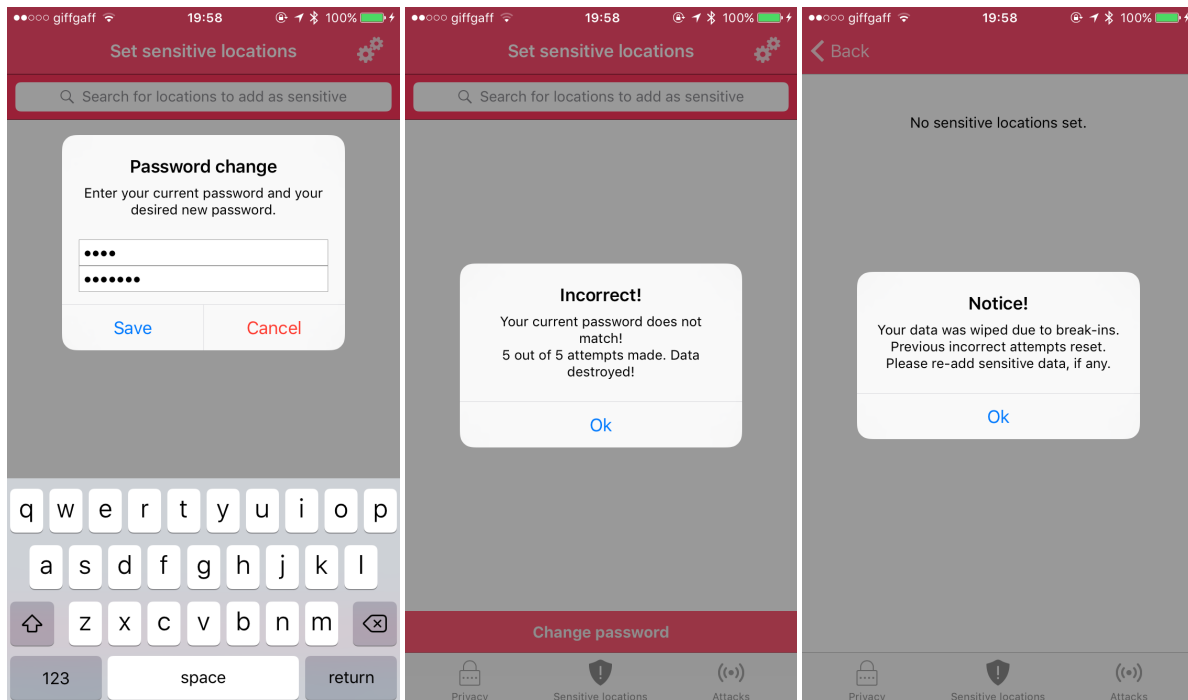 giffgaff 19:58 100%
Set sensitive locations
Search for locations to add as sensitive
Password change
Enter your current password and your
desired new password.
••••
•••••••
Save Cancel
q w e r t y u i o p
a s d f g h j k l
z x c v b n m
123 space return
giffgaff 19:58 100%
Set sensitive locations
Search for locations to add as sensitive
Incorrect!
Your current password does not
match!
5 out of 5 attempts made. Data
destroyed!
Ok
Change password
Privacy Sensitive locations Attacks
giffgaff 19:58 100%
Back
No sensitive locations set.
Notice!
Your data was wiped due to break-ins.
Previous incorrect attempts reset.
Please re-add sensitive data, if any.
Ok
Privacy Sensitive locations Attacks